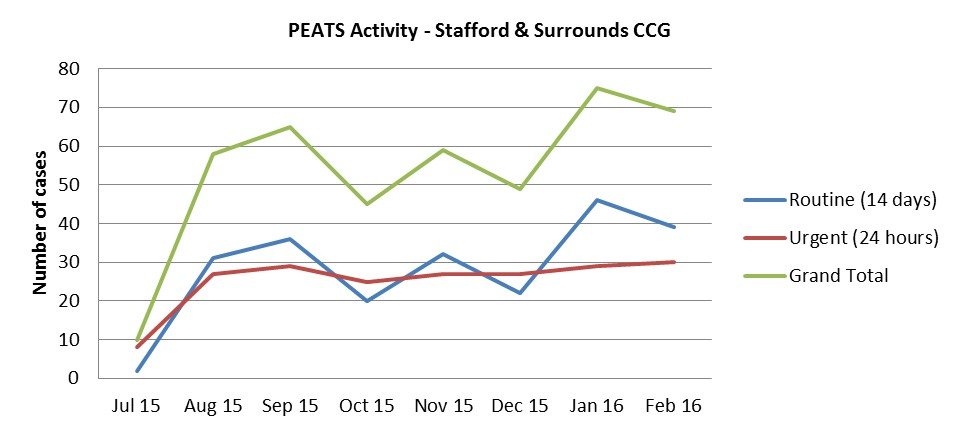 PEATS Activity - Stafford & Surrounds CCG
Number of cases
80
70
60
50
40
30
20
10
0
Jul 15 Aug 15 Sep 15 Oct 15 Nov 15 Dec 15 Jan 16 Feb 16
Routine (14 days)
Urgent (24 hours)
Grand Total